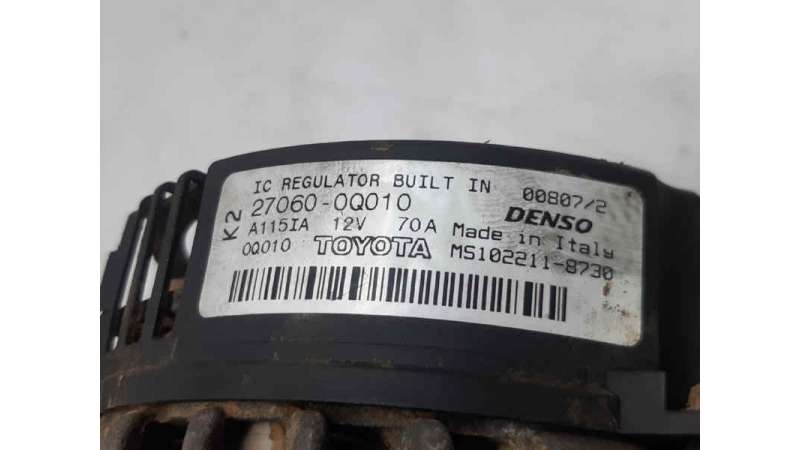 IC REGULATOR BUILT IN 00807/2
K2 27060-0Q010 DENSO
A115IA 12V 70A Made in Italy
0Q010 TOYOTA MS102211-8730